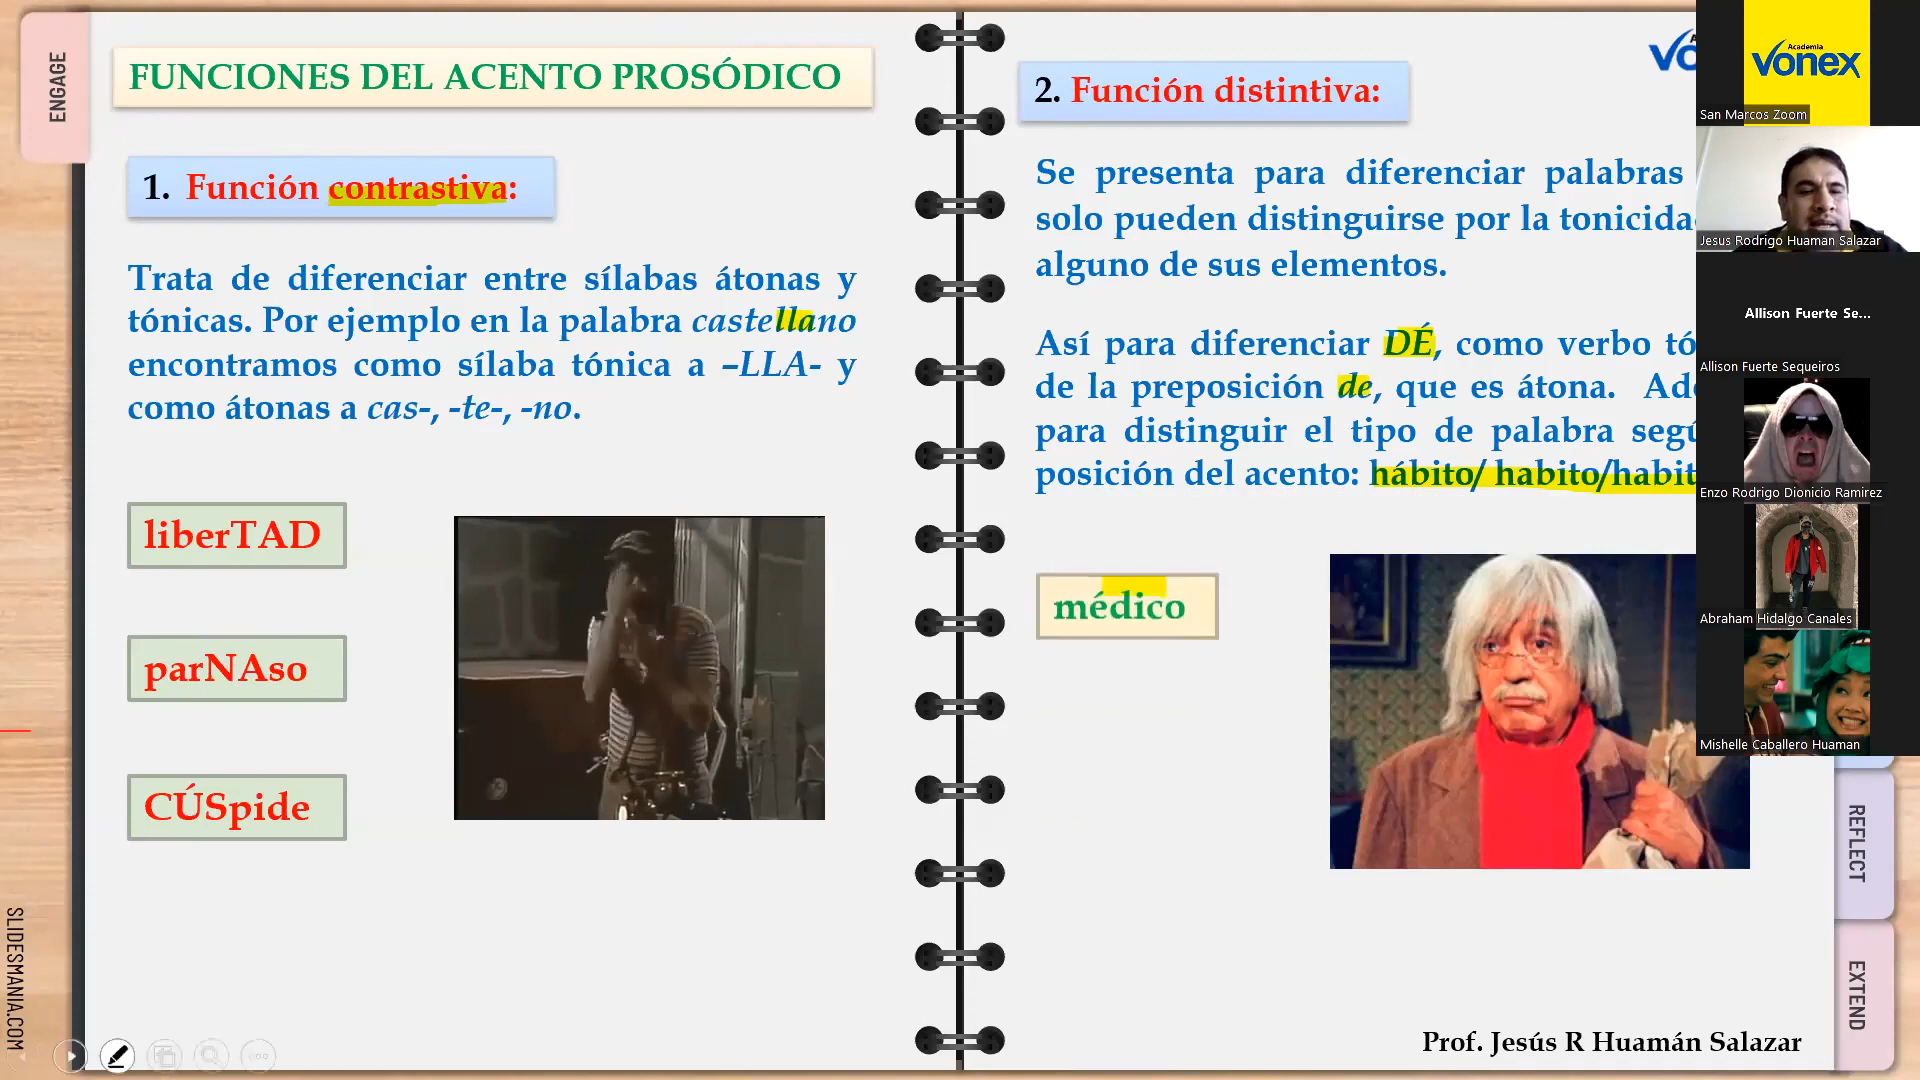 ENGAGE
FUNCIONES DEL ACENTO PROSÓDICO
1. Función contrastiva:
Trata de diferenciar entre sílabas átonas y
tónicas. Por ejemplo en la palabra castellano
encontramos como sílaba tónica a –LLA- y
como átonas a cas-, -te-, -no.
liberTAD
parNAso
CÚSpide
SLIDESMANIA.COM
2. Función distintiva:
Se presenta para diferenciar palabras
solo pueden distinguirse por la
alguno de sus elementos.
Así para diferenciar DÉ, como verbo
de la preposición de, que es átona.
para distinguir el tipo de palabra
posición del acento: hábito/ habito/
médico
REFLECT
EXTEND
Prof. Jesús R Huamán Salazar
Academia
vonex
San Marcos Zoom
Jesus Rodrigo Huaman Salazar
Allison Fuerte Se...
Allison Fuerte Sequeiros
Enzo Rodrigo Dionicio Ramirez
Abraham Hidalgo Canales
Mishelle Caballero Huaman